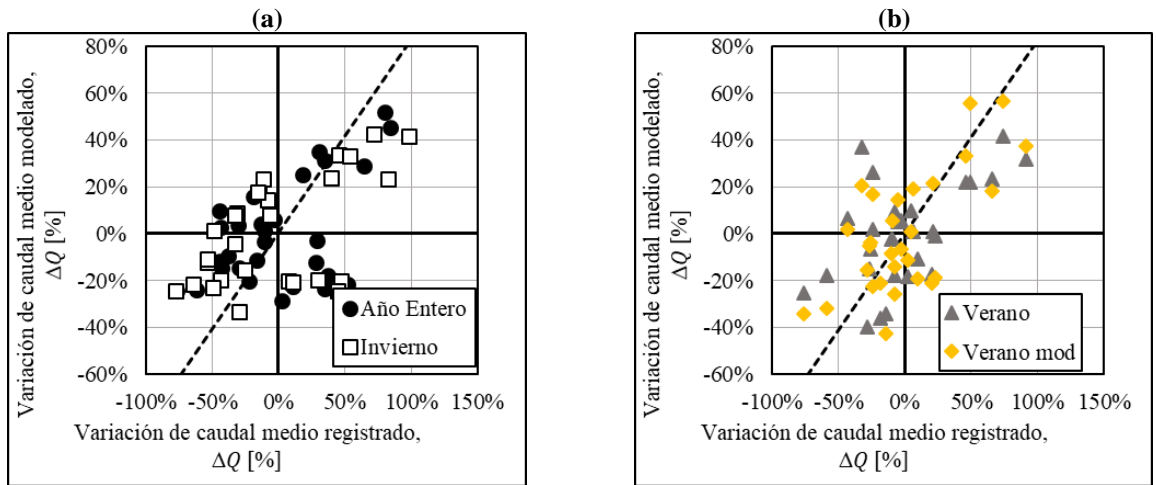 (a)
Variación de caudal medio modelado,
ΔQ [%]
80%
60%
40%
20%
0%
-20%
-40%
-60%
Año Entero
Invierno
-100% -50% 0% 50% 100% 150%
Variación de caudal medio registrado,
ΔQ [%]
(b)
Variación de caudal medio modelado,
ΔQ [%]
80%
60%
40%
20%
0%
-20%
-40%
-60%
Verano
Verano mod
-100% -50% 0% 50% 100% 150%
Variación de caudal medio registrado,
ΔQ [%]